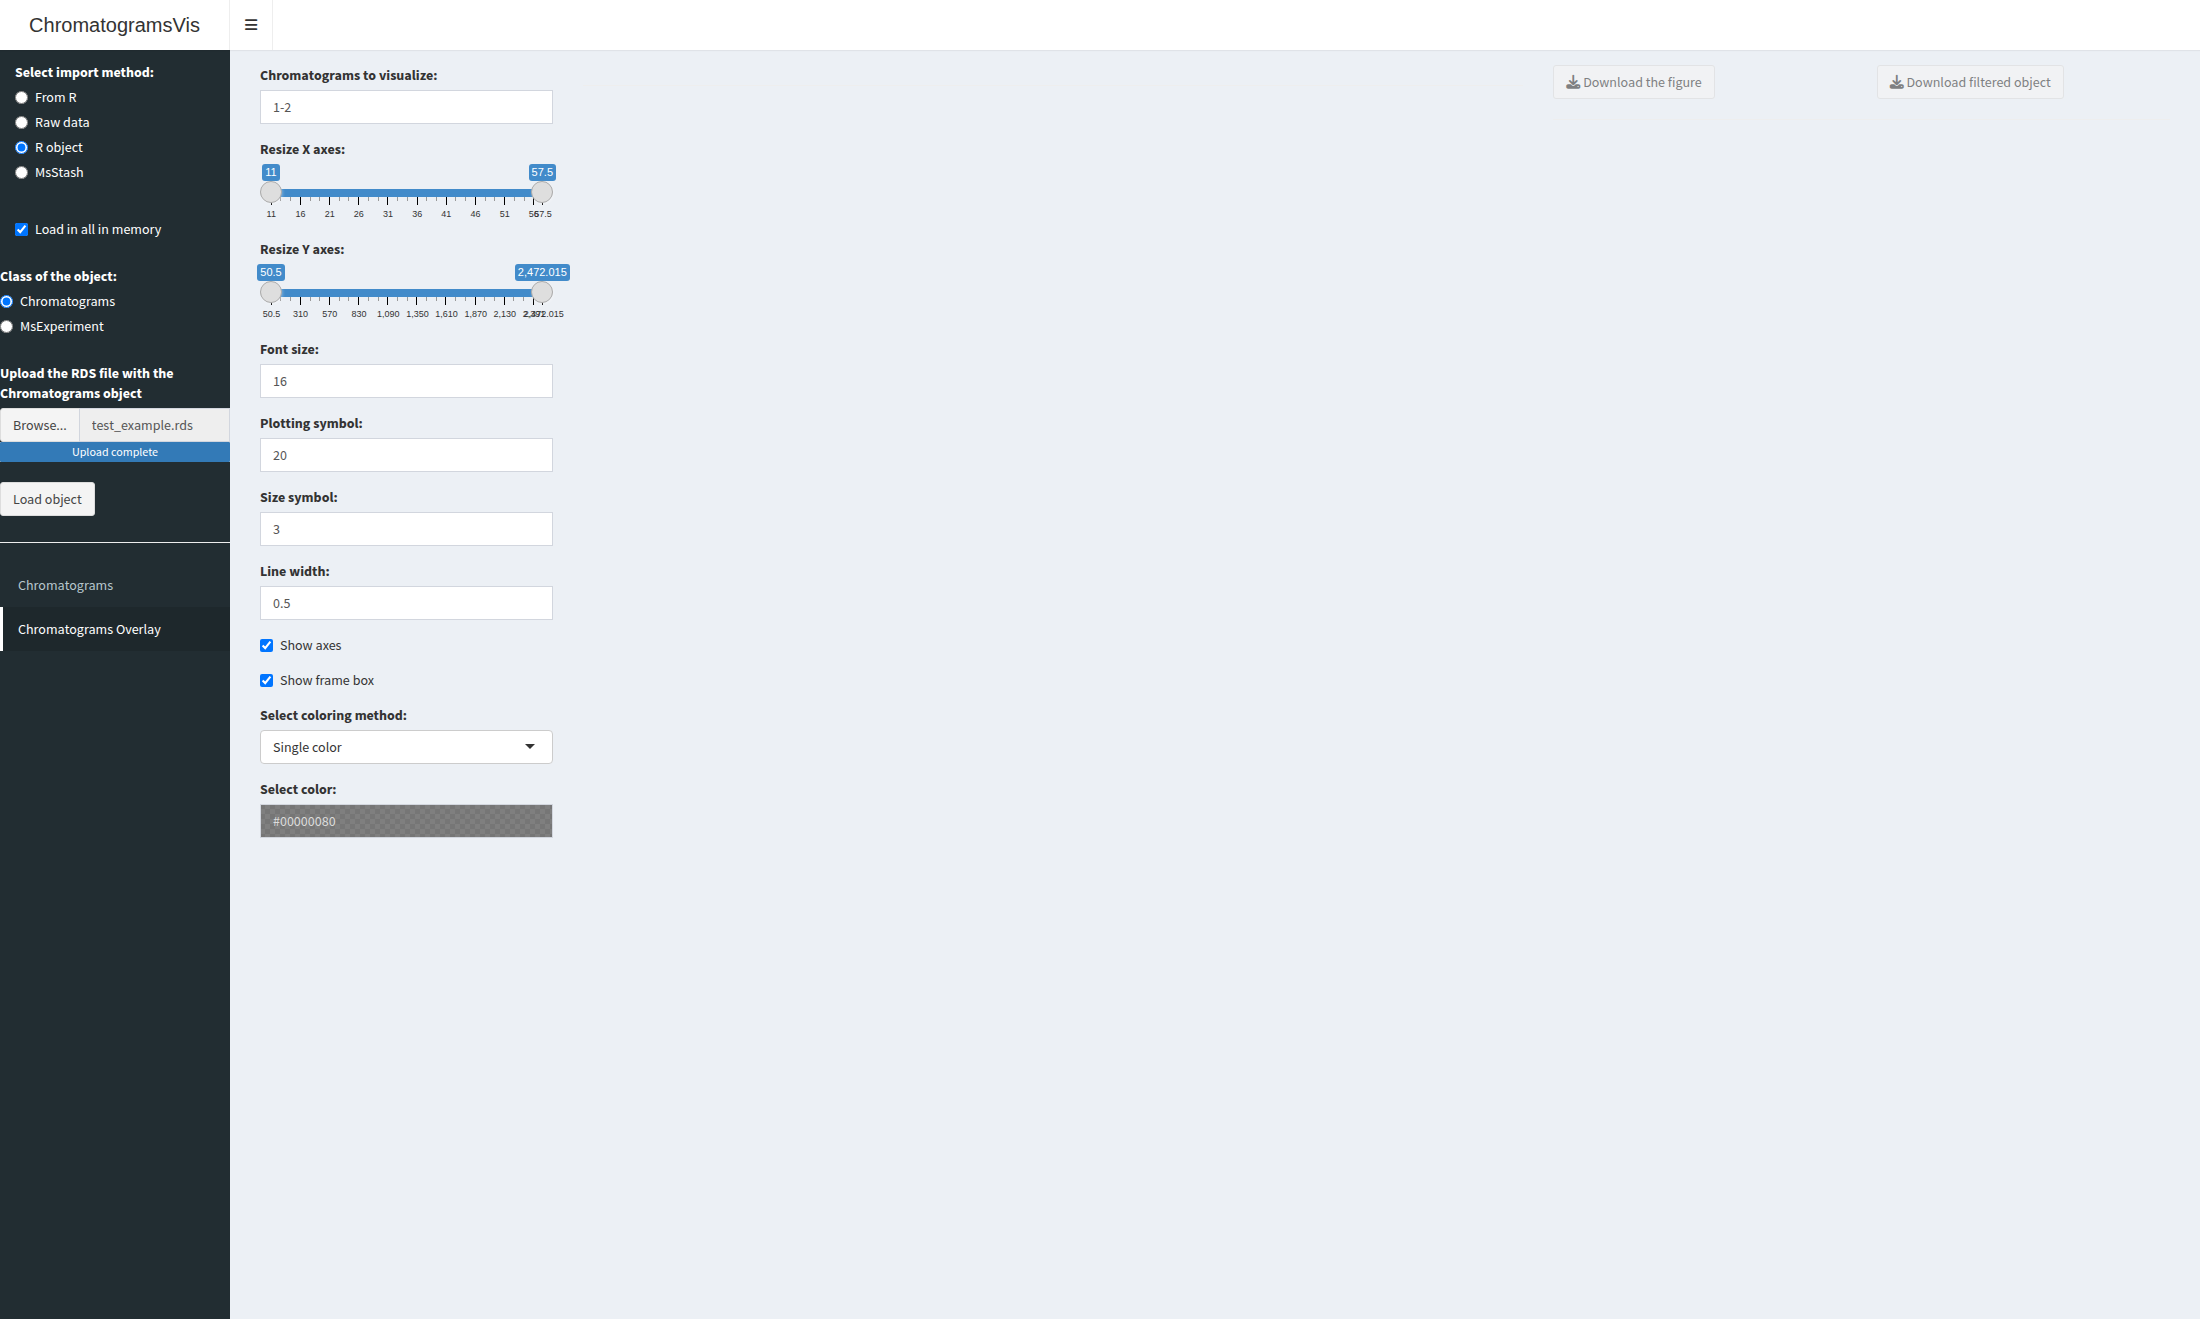 ChromatogramsVis
Select import method:
From R
Raw data
R object
MsStash
Load in all in memory
Class of the object:
Chromatograms
MsExperiment
Upload the RDS file with the
Chromatograms object
Browse... test_example.rds
Upload complete
Load object
Chromatograms
Chromatograms Overlay
Chromatograms to visualize:
1-2
Resize X axes:
11 57.5
11 16 21 26 31 36 41 46 51 57.5
Resize Y axes:
50.5 2,472.015
50.5 310 570 830 1,090 1,350 1,610 1,870 2,130
Font size:
16
Plotting symbol:
20
Size symbol:
3
Line width:
0.5
Show axes
Show frame box
Select coloring method:
Single color
Select color:
#00000080
Download the figure
Download filtered object